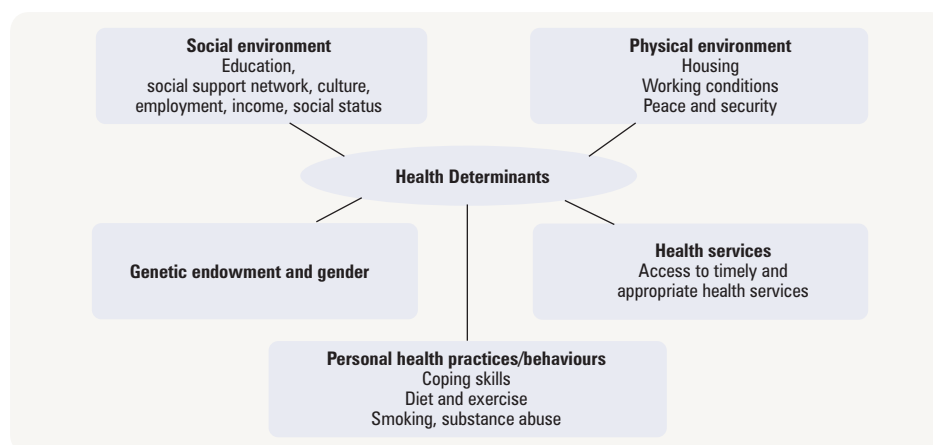 Social environment
Education,
social support network, culture,
employment, income, social status
Physical environment
Housing
Working conditions
Peace and security
Health Determinants
Genetic endowment and gender
Health services
Access to timely and
appropriate health services
Personal health practices/behaviours
Coping skills
Diet and exercise
Smoking, substance abuse